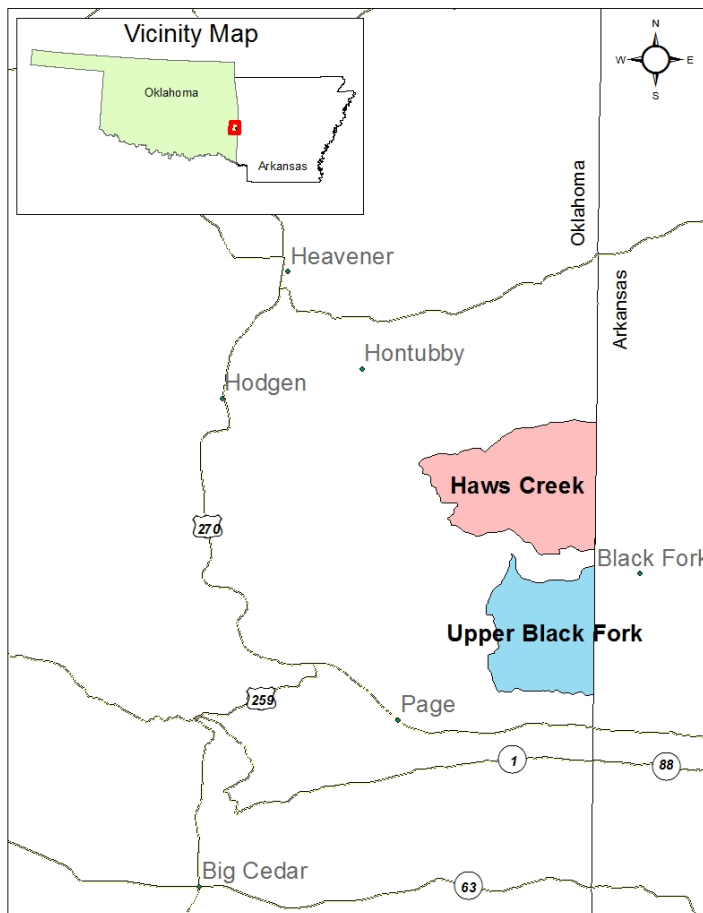 Vicinity Map
Oklahoma
Arkansas
N
W
E
S
Oklahoma
Arkansas
Heavener
Hontubby
Hodgen
Haws Creek
270
Black Fork
Upper Black Fork
259
Page
1
88
Big Cedar
63